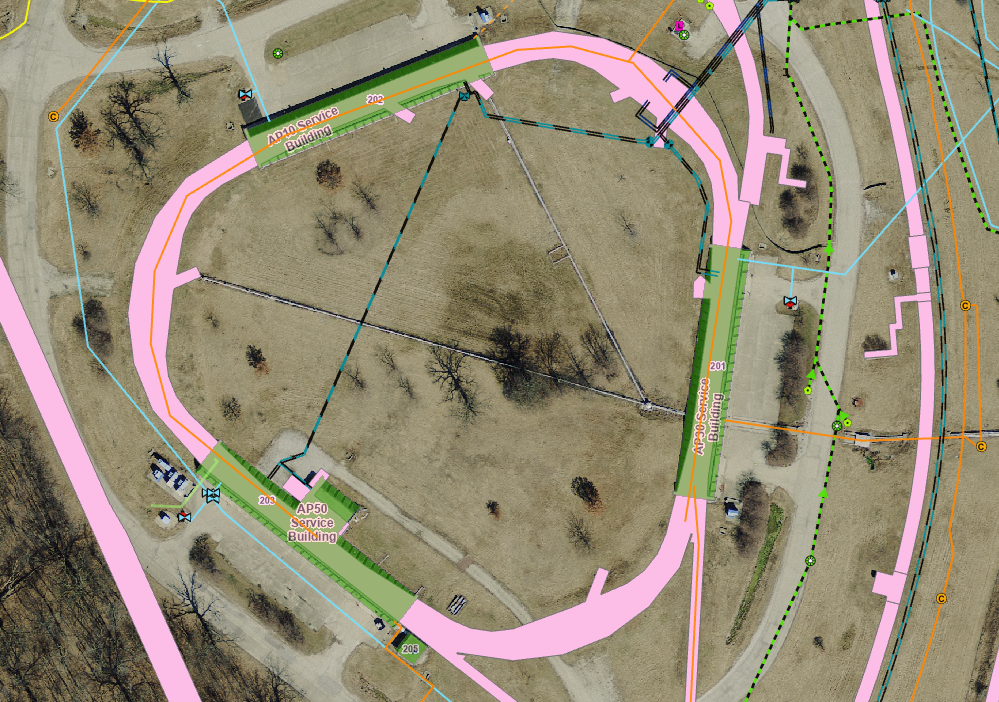 202
AP10 Service
Building
C
201
AP30 Service
Building
C
C
203
AP50
Service
Building
205
C